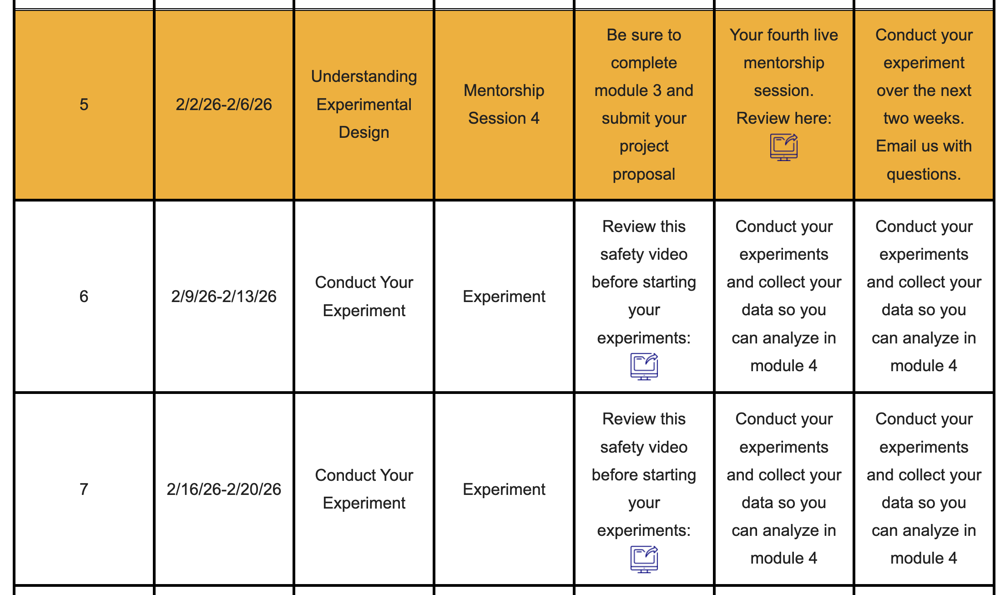 5
2/2/26-2/6/26
Understanding
Experimental
Design
Mentorship
Session 4
Be sure to
complete
module 3 and
submit your
project
proposal
Your fourth live
mentorship
session.
Review here:
Conduct your
experiment
over the next
two weeks.
Email us with
questions.
6
2/9/26-2/13/26
Conduct Your
Experiment
Experiment
Review this
safety video
before starting
your
experiments:
Conduct your
experiments
and collect your
data so you
can analyze in
module 4
Conduct your
experiments
and collect your
data so you
can analyze in
module 4
7
2/16/26-2/20/26
Conduct Your
Experiment
Experiment
Review this
safety video
before starting
your
experiments:
Conduct your
experiments
and collect your
data so you
can analyze in
module 4
Conduct your
experiments
and collect your
data so you
can analyze in
module 4